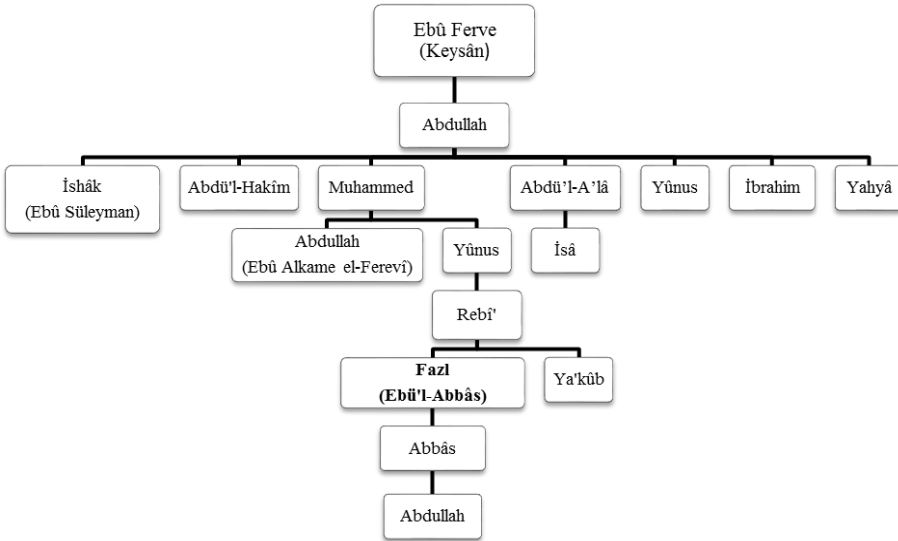 Ebû Ferve
(Keysân)
Abdullah
İshâk
(Ebû Süleyman)
Abdü'l-Hakîm
Muhammed
Abdü’l-A’lâ
Yûnus
İbrahim
Yahyâ
Abdullah
(Ebû Alkame el-Ferevî)
Yûnus
İsâ
Rebî'
Fazl
(Ebü'l-Abbâs)
Ya'kûb
Abbâs
Abdullah